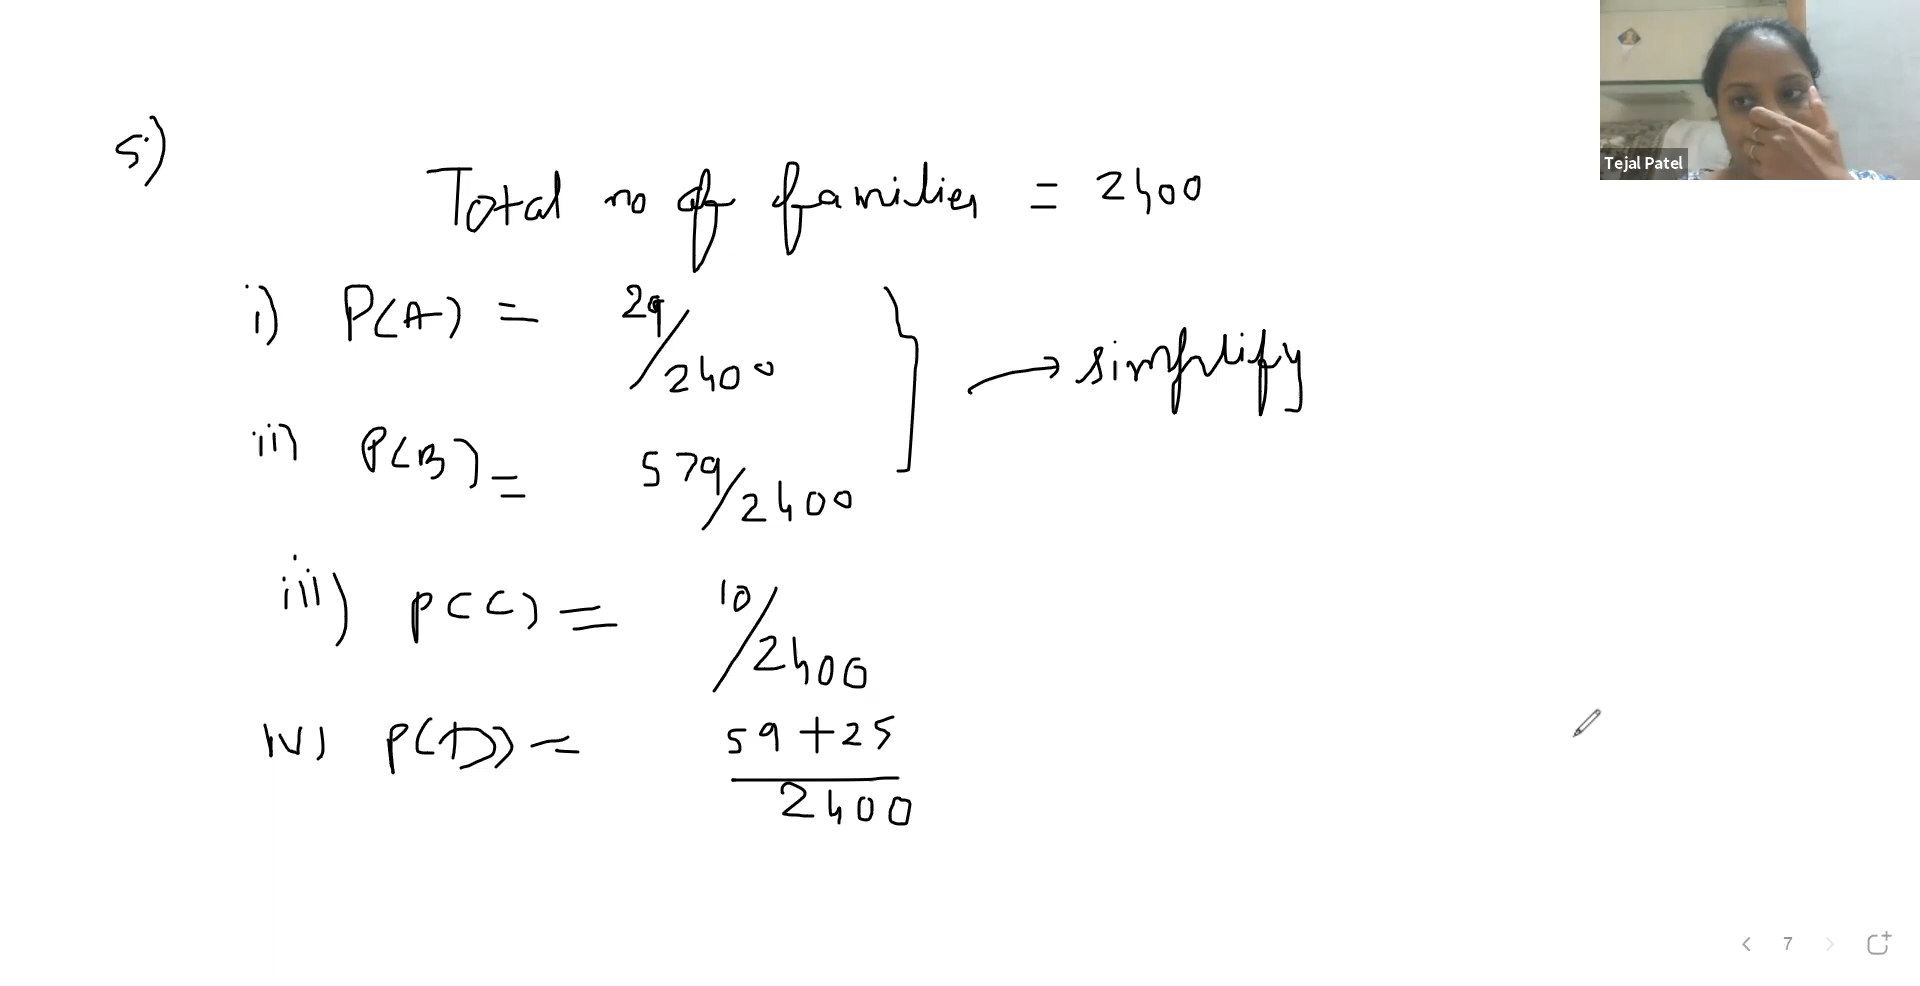 5)
Tejal Patel
Total no of families = 2400
i) P(A) = 29/2400
ii) P(B) = 579/2400
→ simplify
iii) P(C) = 10/2400
iv) P(D) = 59+25
2400
7